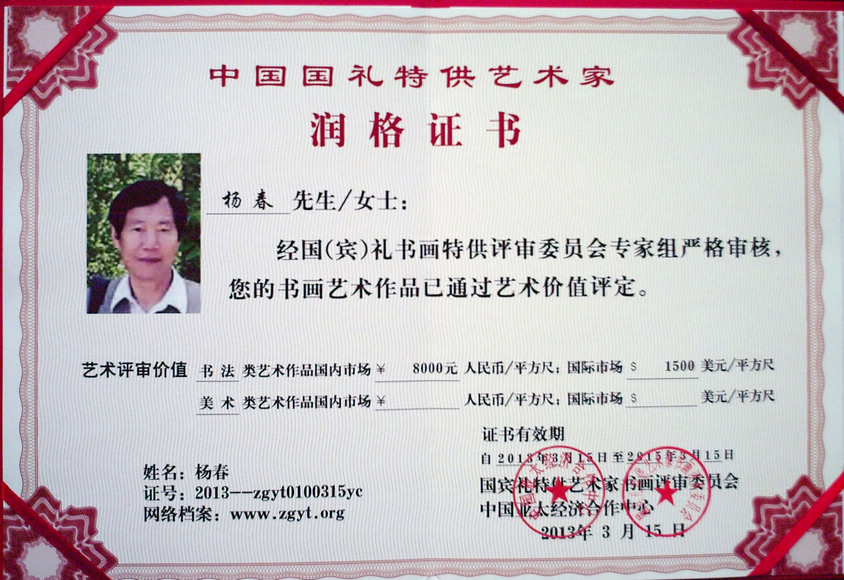 中国国礼特供艺术家
润格证书
杨春 先生/女士：
经国(宾)礼书画特供评审委员会专家组严格审核，
您的书画艺术作品已通过艺术价值评定。
艺术评审价值 书 法 类艺术作品国内市场 ￥ 8000元 人民币/平方尺；国际市场 $ 1500 美元/平方尺
美 术 类艺术作品国内市场 ￥ 人民币/平方尺；国际市场 $ 美元/平方尺
证书有效期
自 2013年3月15日 至2015年3月15日
姓名：杨春
证号：2013--zgyt0100315yc
网络档案：www.zgyt.org
国宾礼特供艺术家书画评审委员会
中国亚太经济合作中心
2013年 3 月 15 日